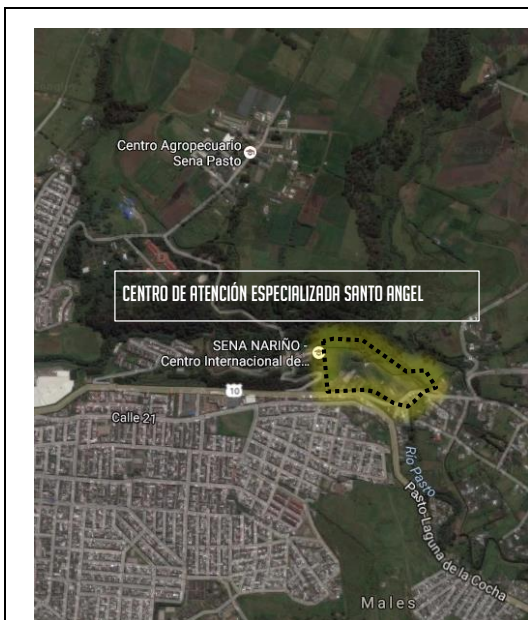 Centro Agropecuario
Sena Pasto
CENTRO DE ATENCIÓN ESPECIALIZADA SANTO ANGEL
SENA NARIÑO -
Centro Internacional de...
10
Calle 21
Río Pasto
Pasto-Laguna de la Cocha
Males